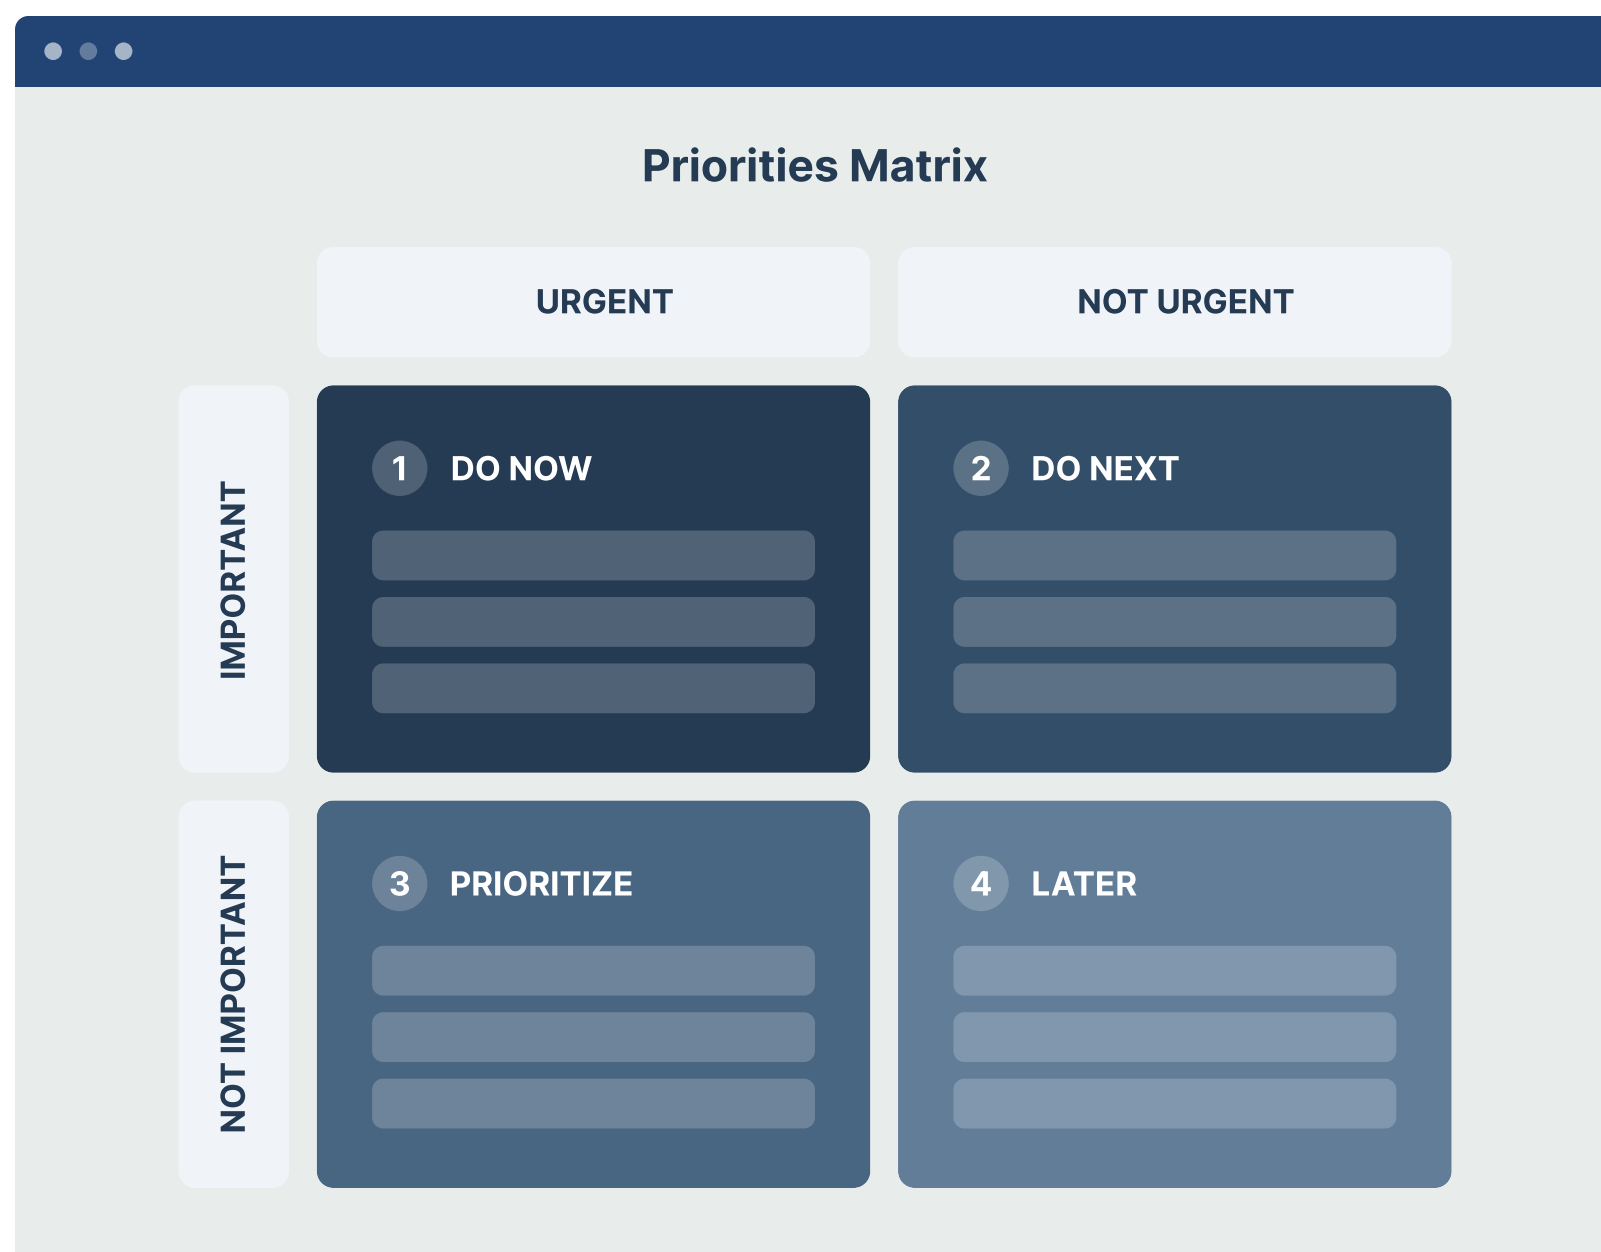 Priorities Matrix
URGENT
NOT URGENT
IMPORTANT
1 DO NOW
2 DO NEXT
NOT IMPORTANT
3 PRIORITIZE
4 LATER